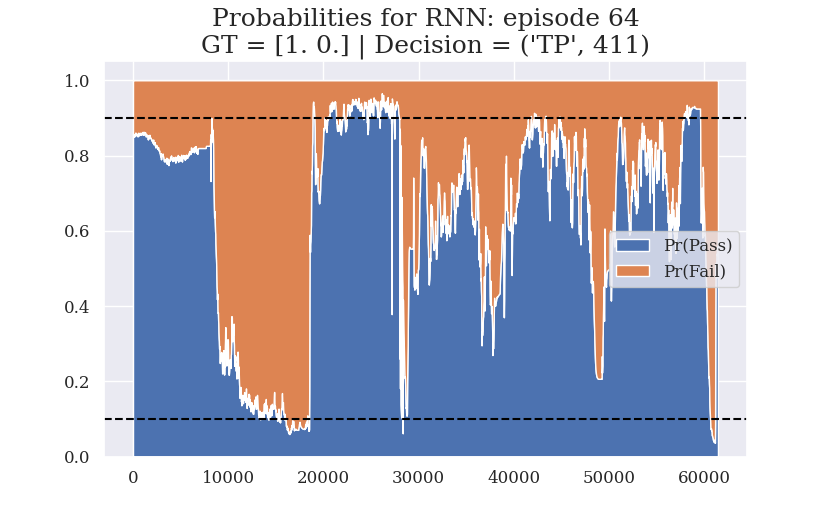 Probabilities for RNN: episode 64
GT = [1. 0.] | Decision = ('TP', 411)
1.0
0.8
0.6
0.4
0.2
0.0
Pr(Pass)
Pr(Fail)
0 10000 20000 30000 40000 50000 60000